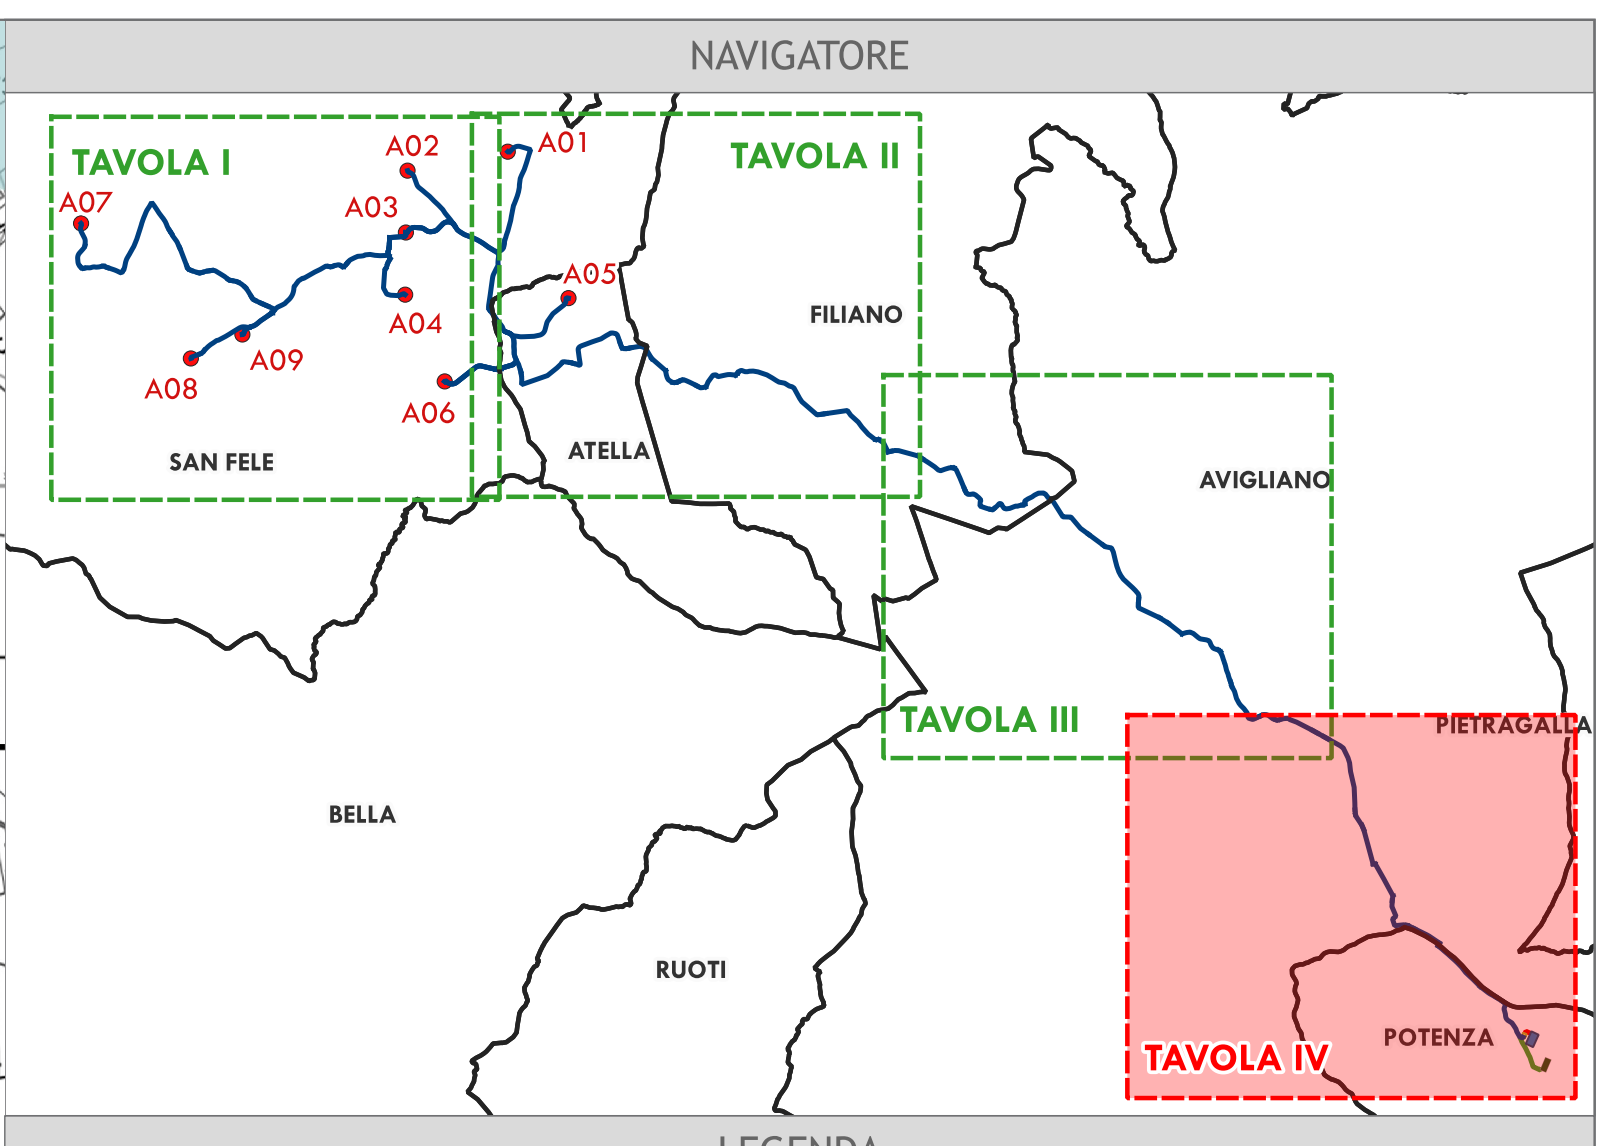 NAVIGATORE
TAVOLA I
A02
A01
TAVOLA II
A07
A03
A05
FILIANO
A04
A09
A08
A06
SAN FELE
ATELLA
AVIGLIANO
TAVOLA III
PIETRAGALLA
BELLA
RUOTI
POTENZA
TAVOLA IV
LEGENDA